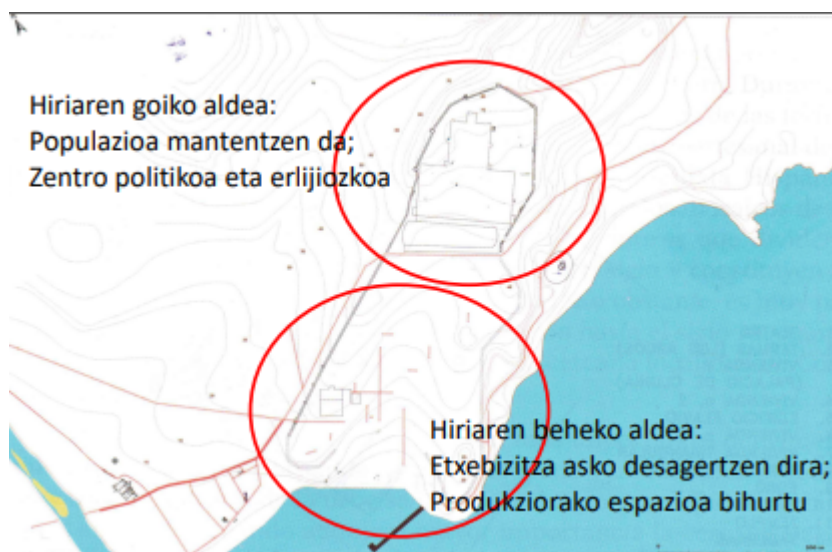 Hiriaren goiko aldea:
Populazioa mantentzen da;
Zentro politikoa eta erlijiozkoa
Hiriaren beheko aldea:
Etxebizitza asko desagertzen dira;
Produkziorako espazioa bihurtu